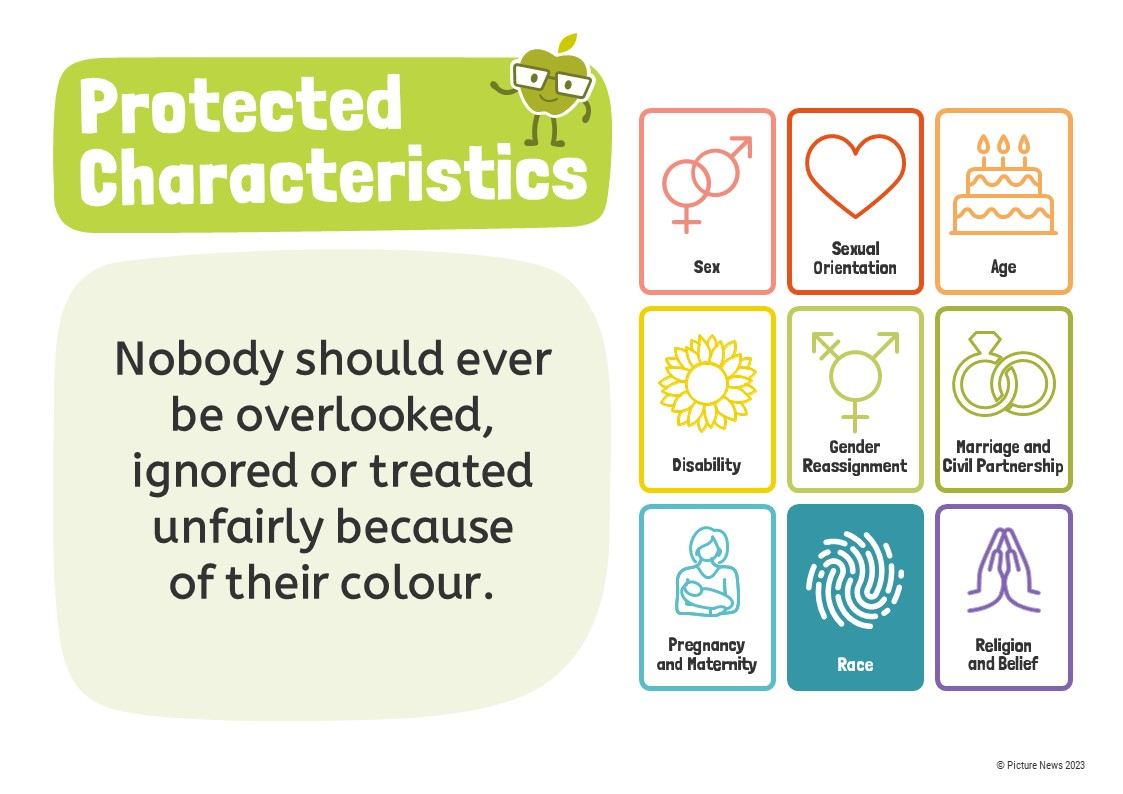 Protected
Characteristics
Nobody should ever
be overlooked,
ignored or treated
unfairly because
of their colour.
Sex
Sexual
Orientation
Age
Disability
Gender
Reassignment
Marriage and
Civil Partnership
Pregnancy
and Maternity
Race
Religion
and Belief
© Picture News 2023